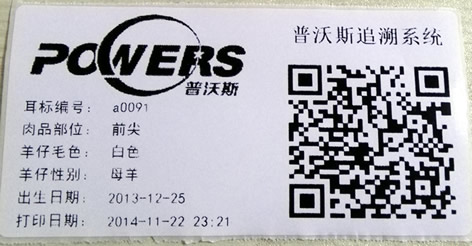 POWERS
普沃斯
普沃斯追溯系统
耳标编号： a0091
肉品部位： 前尖
羊仔毛色： 白色
羊仔性别： 母羊
出生日期： 2013-12-25
打印日期： 2014-11-22 23:21